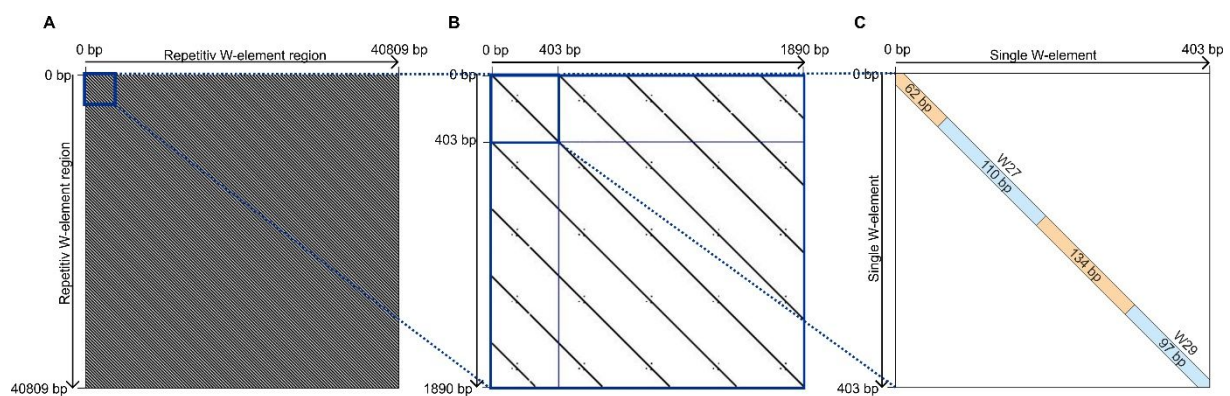 A
B
C
0 bp
40809 bp
Repetitiv W-element region
0 bp
Repetitiv W-element region
40809 bp
0 bp
403 bp
1890 bp
0 bp
403 bp
1890 bp
0 bp
403 bp
Single W-element
0 bp
Single W-element
403 bp
62 bp
W27
110 bp
134 bp
W29
97 bp